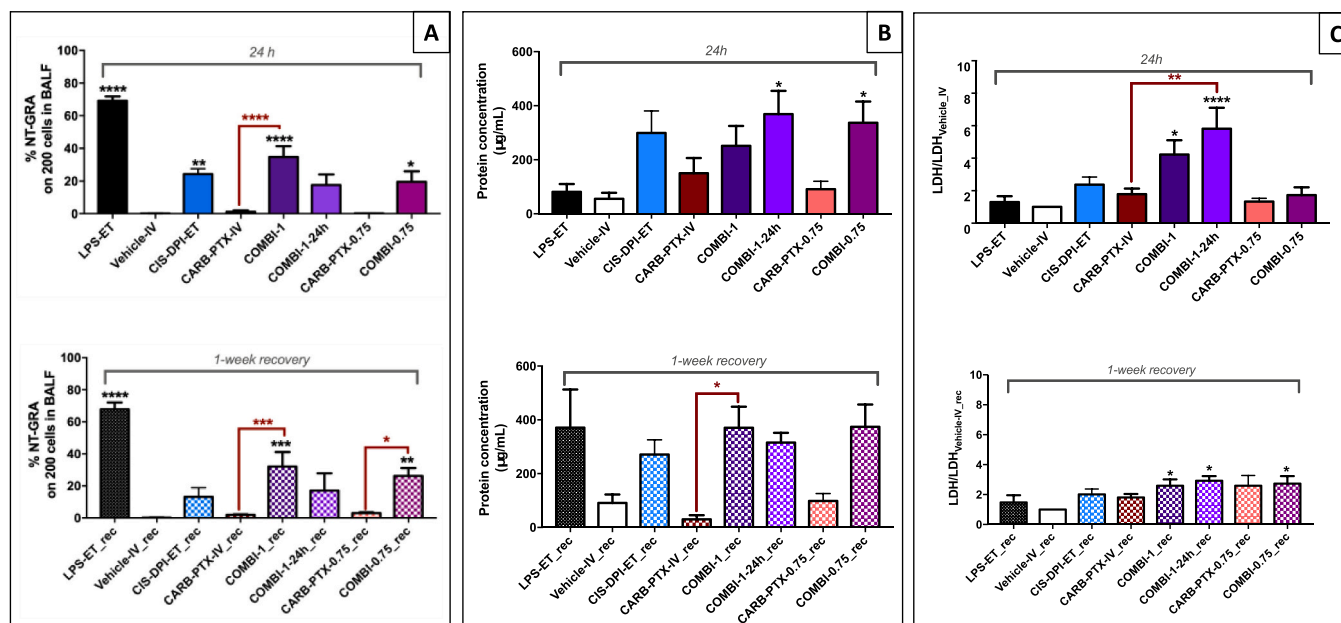 A
24 h
% NT-GRA
on 200 cells in BALF
100
80
60
40
20
0
****
**
****
****
*
LPS-ET
Vehicle-IV
CIS-DPI-ET
CARB-PTX-IV
COMBI-1
COMBI-1-24h
CARB-PTX-0.75
COMBI-0.75
1-week recovery
% NT-GRA
on 200 cells in BALF
100
80
60
40
20
0
****
***
***
*
**
LPS-ET_rec
Vehicle-IV_rec
CIS-DPI-ET_rec
CARB-PTX-IV_rec
COMBI-1_rec
COMBI-1-24h_rec
CARB-PTX-0.75_rec
COMBI-0.75_rec
B
24h
Protein concentration
(µg/mL)
600
400
200
0
*
*
LPS-ET
Vehicle-IV
CIS-DPI-ET
CARB-PTX-IV
COMBI-1
COMBI-1-24h
CARB-PTX-0.75
COMBI-0.75
1-week recovery
Protein concentration
(µg/mL)
600
400
200
0
*
LPS-ET_rec
Vehicle-IV_rec
CIS-DPI-ET_rec
CARB-PTX-IV_rec
COMBI-1_rec
COMBI-1-24h_rec
CARB-PTX-0.75_rec
COMBI-0.75_rec
C
24h
LDH/LDHVehicle_IV
10
8
6
4
2
0
**
*
****
LPS-ET
Vehicle-IV
CIS-DPI-ET
CARB-PTX-IV
COMBI-1
COMBI-1-24h
CARB-PTX-0.75
COMBI-0.75
1-week recovery
LDH/LDHVehicle-IV_rec
10
8
6
4
2
0
*
*
*
LPS-ET_rec
Vehicle-IV_rec
CIS-DPI-ET_rec
CARB-PTX-IV_rec
COMBI-1_rec
COMBI-1-24h_rec
CARB-PTX-0.75_rec
COMBI-0.75_rec